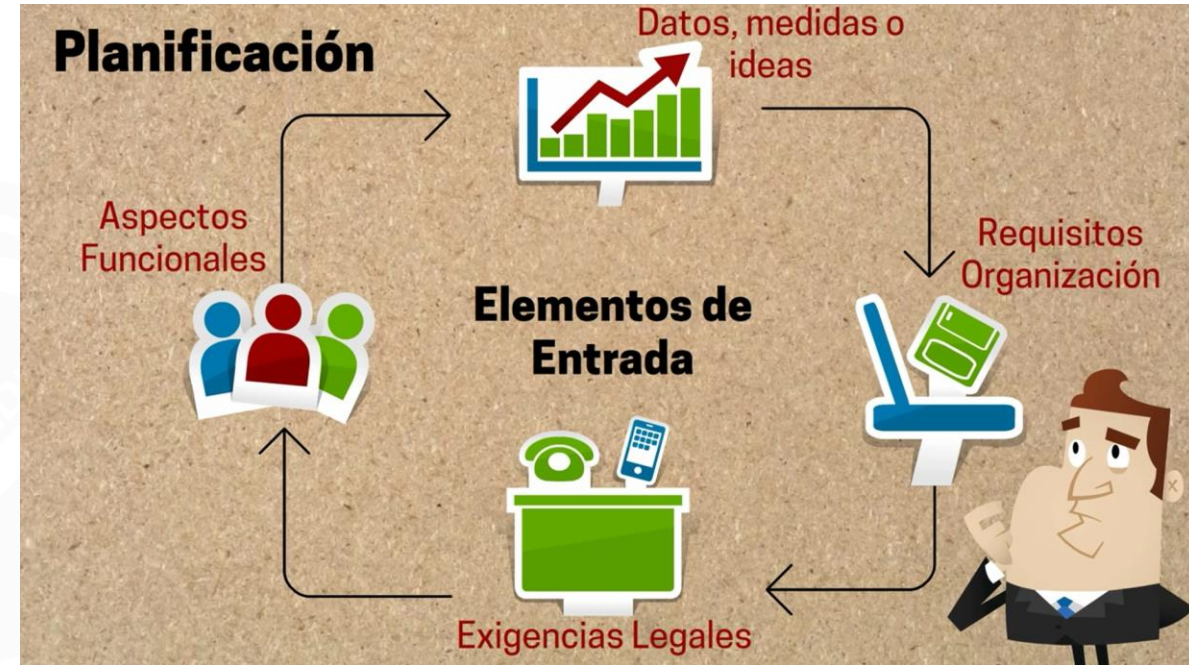 Planificación
Datos, medidas o
ideas
Aspectos
Funcionales
Requisitos
Organización
Elementos de
Entrada
Exigencias Legales